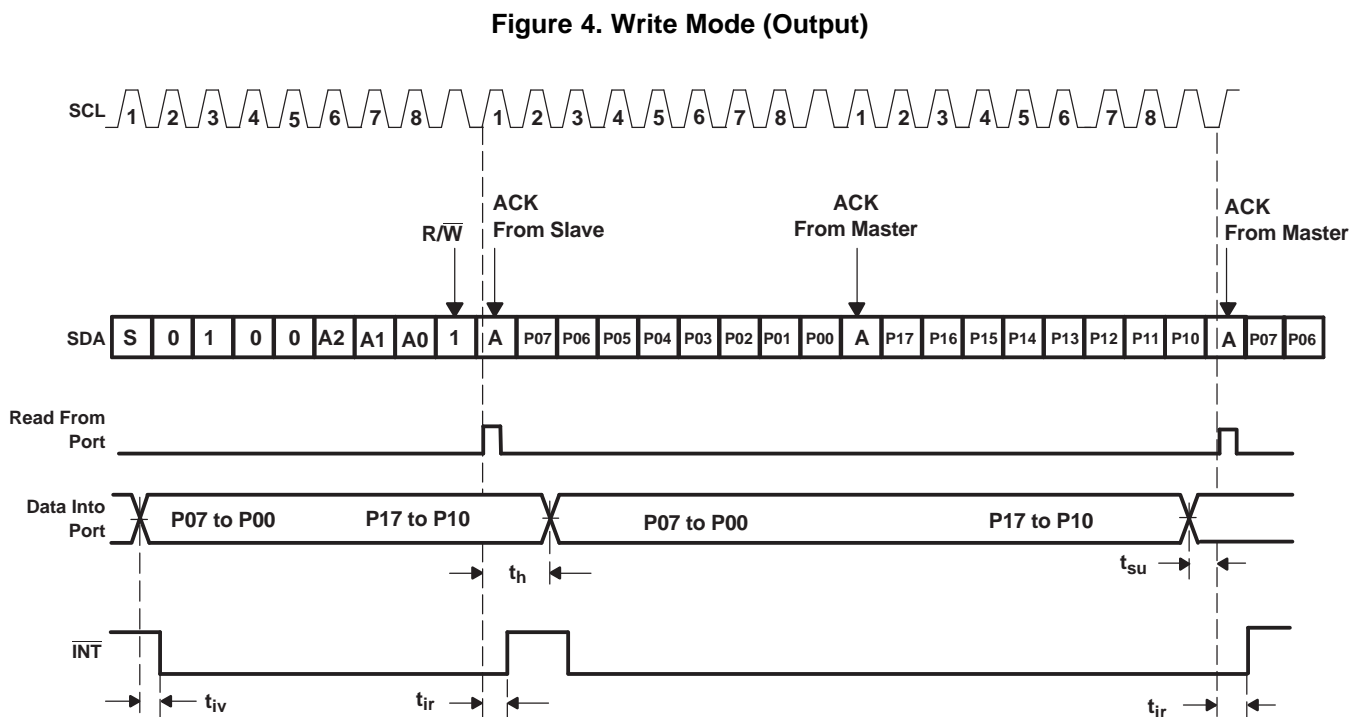 Figure 4. Write Mode (Output)
SCL 1 2 3 4 5 6 7 8 1 2 3 4 5 6 7 8 1 2 3 4 5 6 7 8
R/W̅
ACK
From Slave
ACK
From Master
ACK
From Master
SDA S 0 1 0 0 A2 A1 A0 1 A P07 P06 P05 P04 P03 P02 P01 P00 A P17 P16 P15 P14 P13 P12 P11 P10 A P07 P06
Read From
Port
Data Into
Port
P07 to P00 P17 to P10 P07 to P00 P17 to P10
th tsu
I̅N̅T̅
tiv tir tir